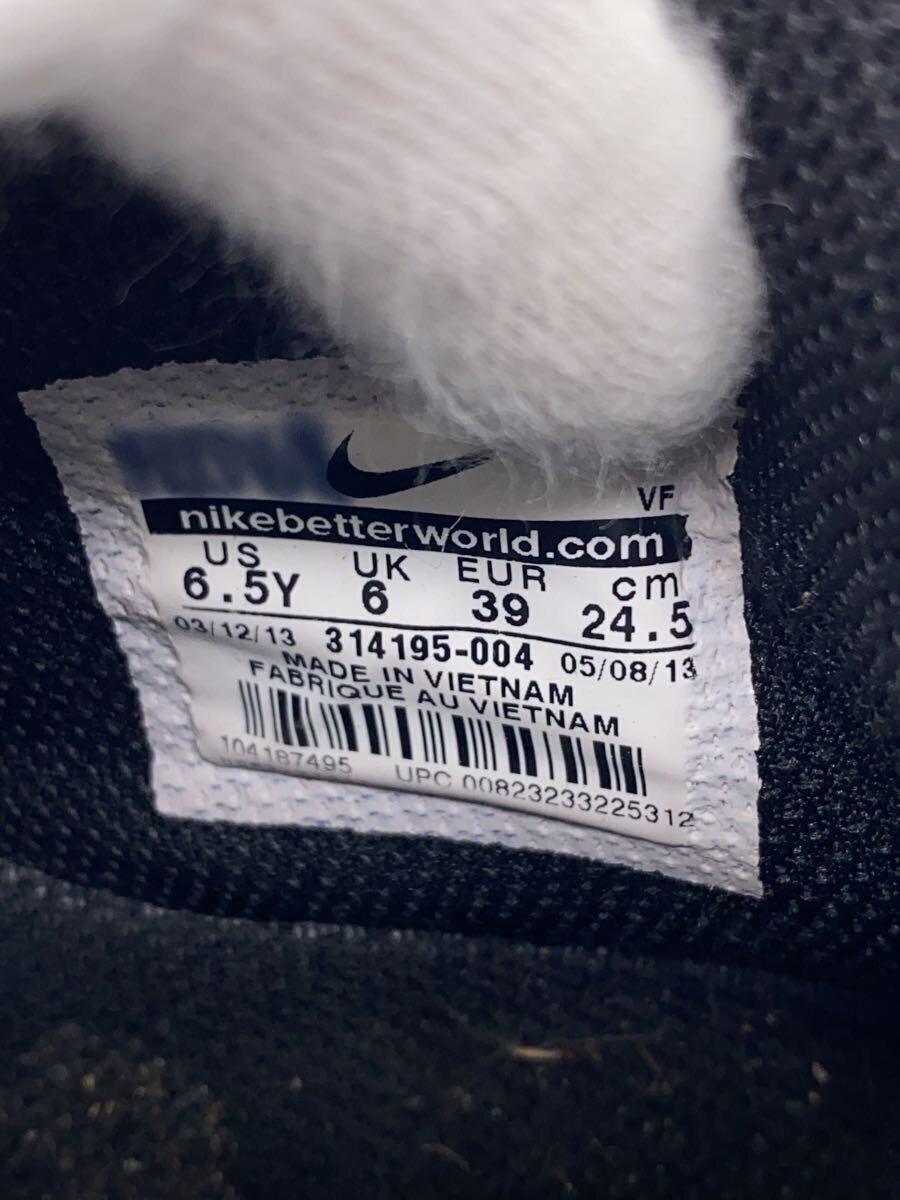 VF
nikebetterworld.com
US UK EUR cm
6.5Y 6 39 24.5
03/12/13 314195-004 05/08/13
MADE IN VIETNAM
FABRIQUE AU VIETNAM
104187495 UPC 00823233225312